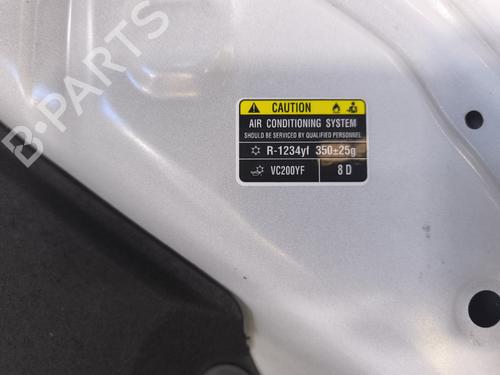 B-PARTS
CAUTION
AIR CONDITIONING SYSTEM
SHOULD BE SERVICED BY QUALIFIED PERSONNEL
R-1234yf 350±25g
VC200YF 8 D